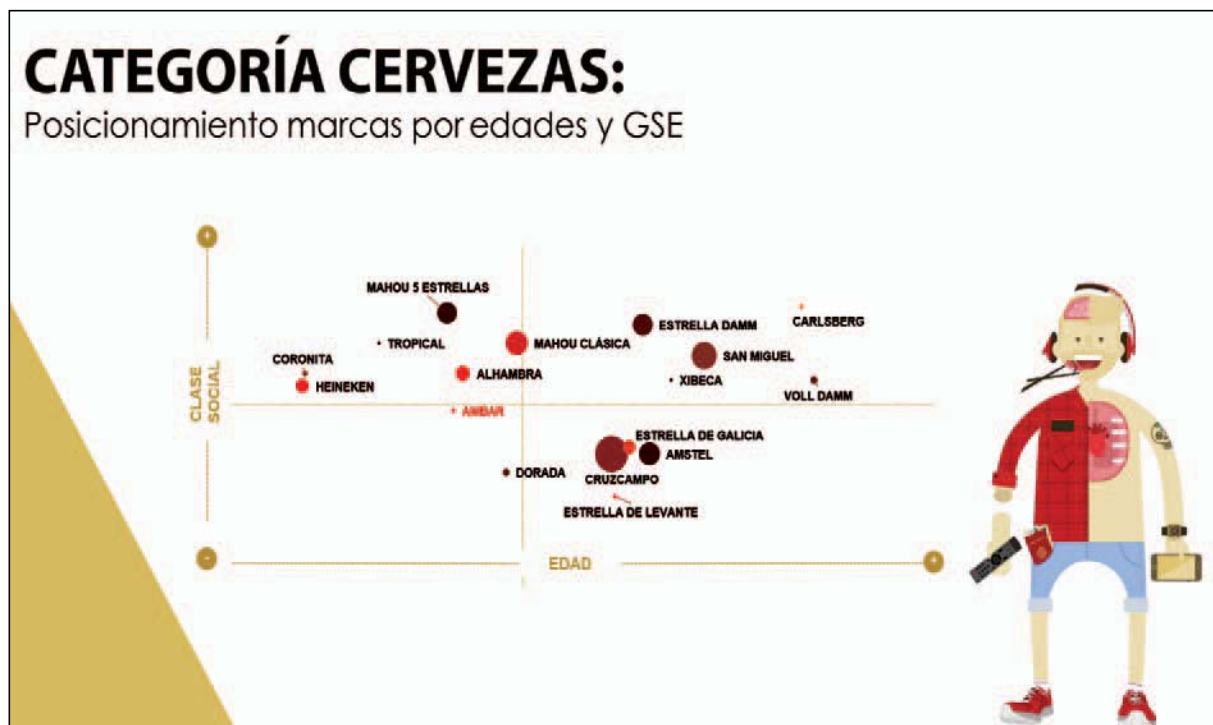 CATEGORÍA CERVEZAS:
Posicionamiento marcas por edades y GSE
+
MAHOU 5 ESTRELLAS
CARLSBERG
ESTRELLA DAMM
TROPICAL
MAHOU CLÁSICA
SAN MIGUEL
CORONITA
ALHAMBRA
XIBECA
HEINEKEN
VOLL DAMM
CLASE
SOCIAL
AMBAR
ESTRELLA DE GALICIA
AMSTEL
DORADA
CRUZCAMPO
ESTRELLA DE LEVANTE
-
EDAD
+